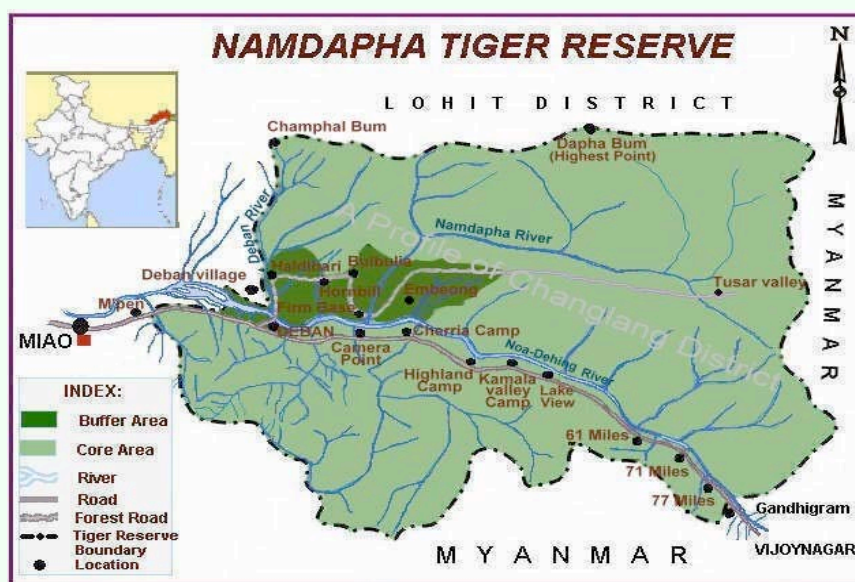 NAMDAPHA TIGER RESERVE
N
LOHIT DISTRICT
Champhal Bum
Dapha Bum
(Highest Point)
MYANMAR
Deban River
Namdapha River
A Profile of Changlang District
Deban village
Haldibari
Bulbulia
Hornbill
Embeong
Tusar valley
M'pen
Firm Base
MIAO
DEBAN
Cherria Camp
Camera
Point
Noa-Dehing River
Highland
Camp
Kamala
valley
Camp
Lake
View
61 Miles
71 Miles
77 Miles
Gandhigram
VIJOYNAGAR
MYANMAR
INDEX:
Buffer Area
Core Area
River
Road
Forest Road
Tiger Reserve
Boundary
Location